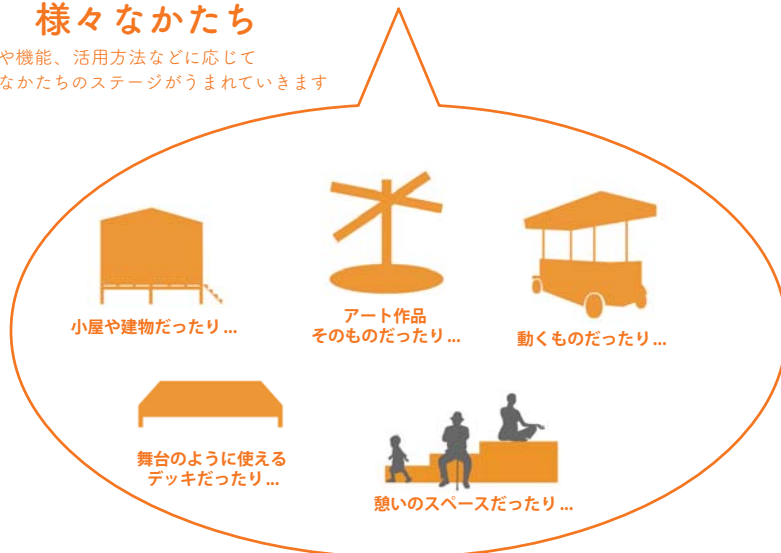 様々なかたち
や機能、活用方法などに応じて
なかたちのステージがうまれていきます
小屋や建物だったり...
アート作品
そのものだったり...
動くものだったり...
舞台のように使える
デッキだったり...
憩いのスペースだったり...